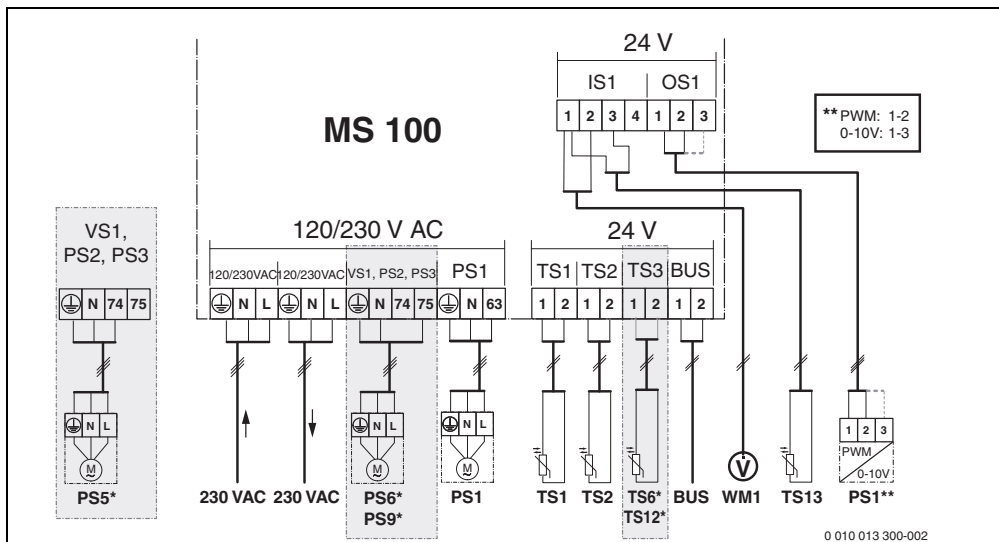 24 V
IS1 OS1
1 2 3 4 1 2 3
MS 100
**PWM: 1-2
0-10V: 1-3
VS1,
PS2, PS3
N 74 75
120/230 V AC
24 V
120/230VAC 120/230VAC VS1, PS2, PS3 PS1
TS1 TS2 TS3 BUS
N L N L N 74 75 N 63
1 2 1 2 1 2 1 2
N L N L N L
1 2 3
PWM
0-10V
M
~
M
~
M
~
V
PS5* 230 VAC 230 VAC PS6* PS1 TS1 TS2 TS6* BUS WM1 TS13 PS1**
PS9* TS12*
0 010 013 300-002